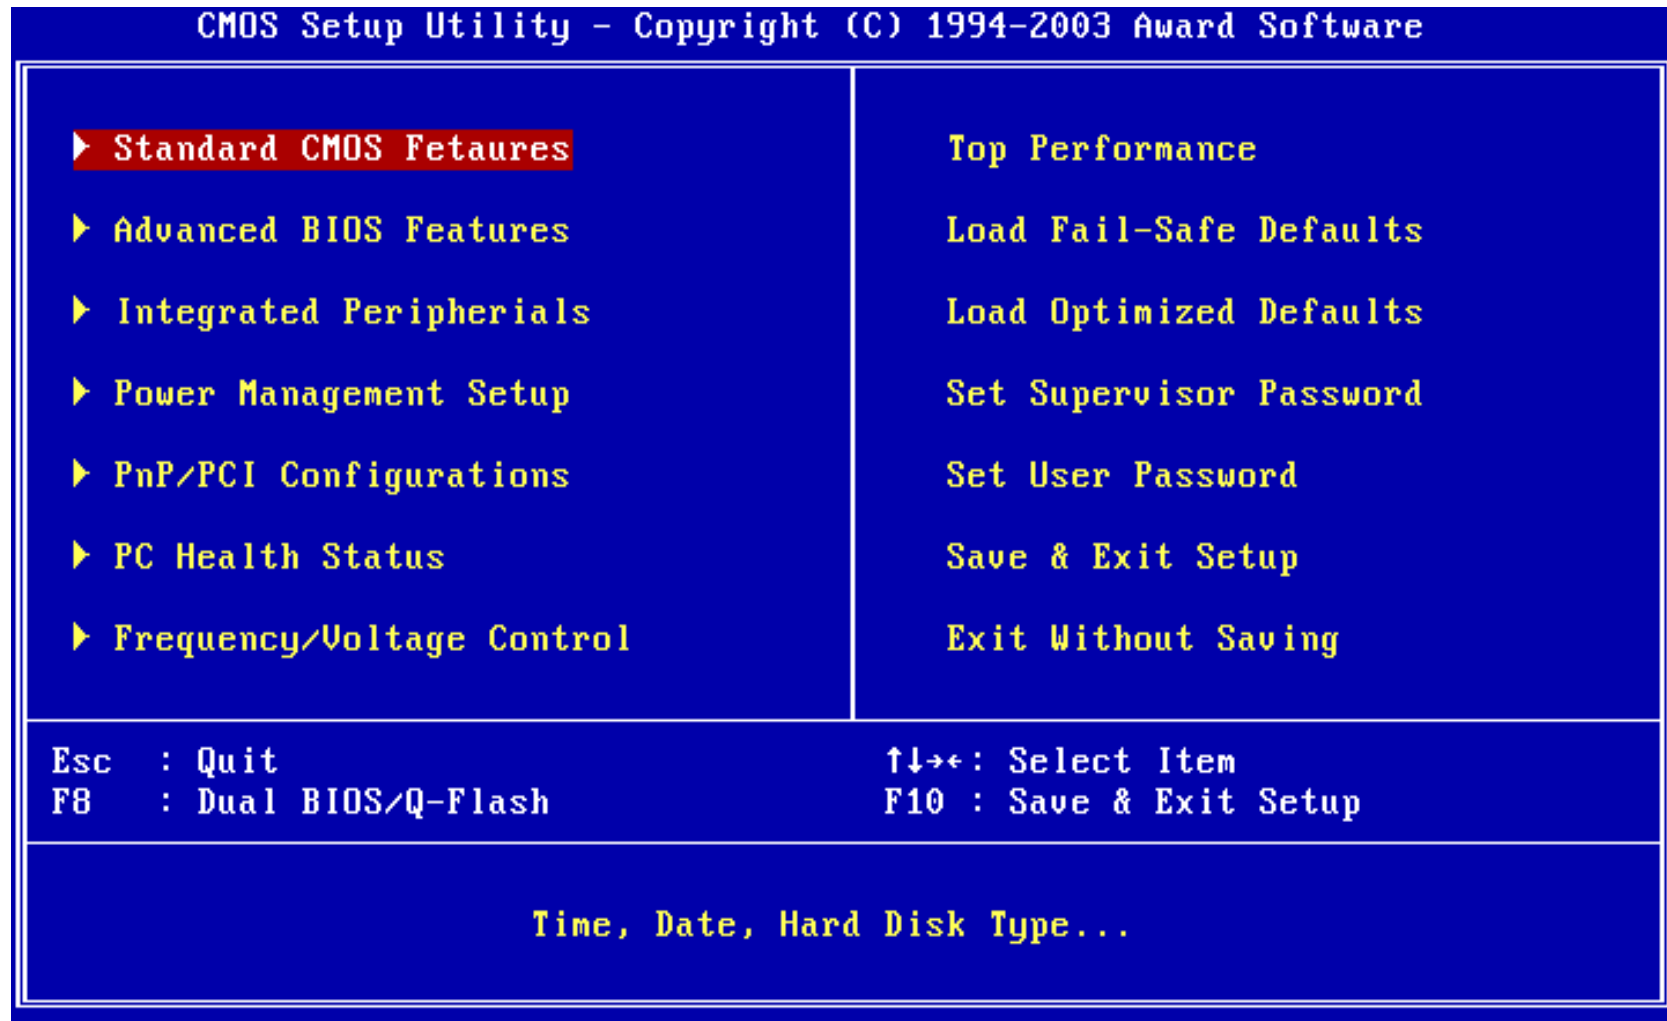 CMOS Setup Utility - Copyright (C) 1994-2003 Award Software
Standard CMOS Fetaures
Advanced BIOS Features
Integrated Peripherials
Power Management Setup
PnP/PCI Configurations
PC Health Status
Frequency/Voltage Control
Top Performance
Load Fail-Safe Defaults
Load Optimized Defaults
Set Supervisor Password
Set User Password
Save & Exit Setup
Exit Without Saving
Esc : Quit
F8 : Dual BIOS/Q-Flash
↑↓→←: Select Item
F10 : Save & Exit Setup
Time, Date, Hard Disk Type...